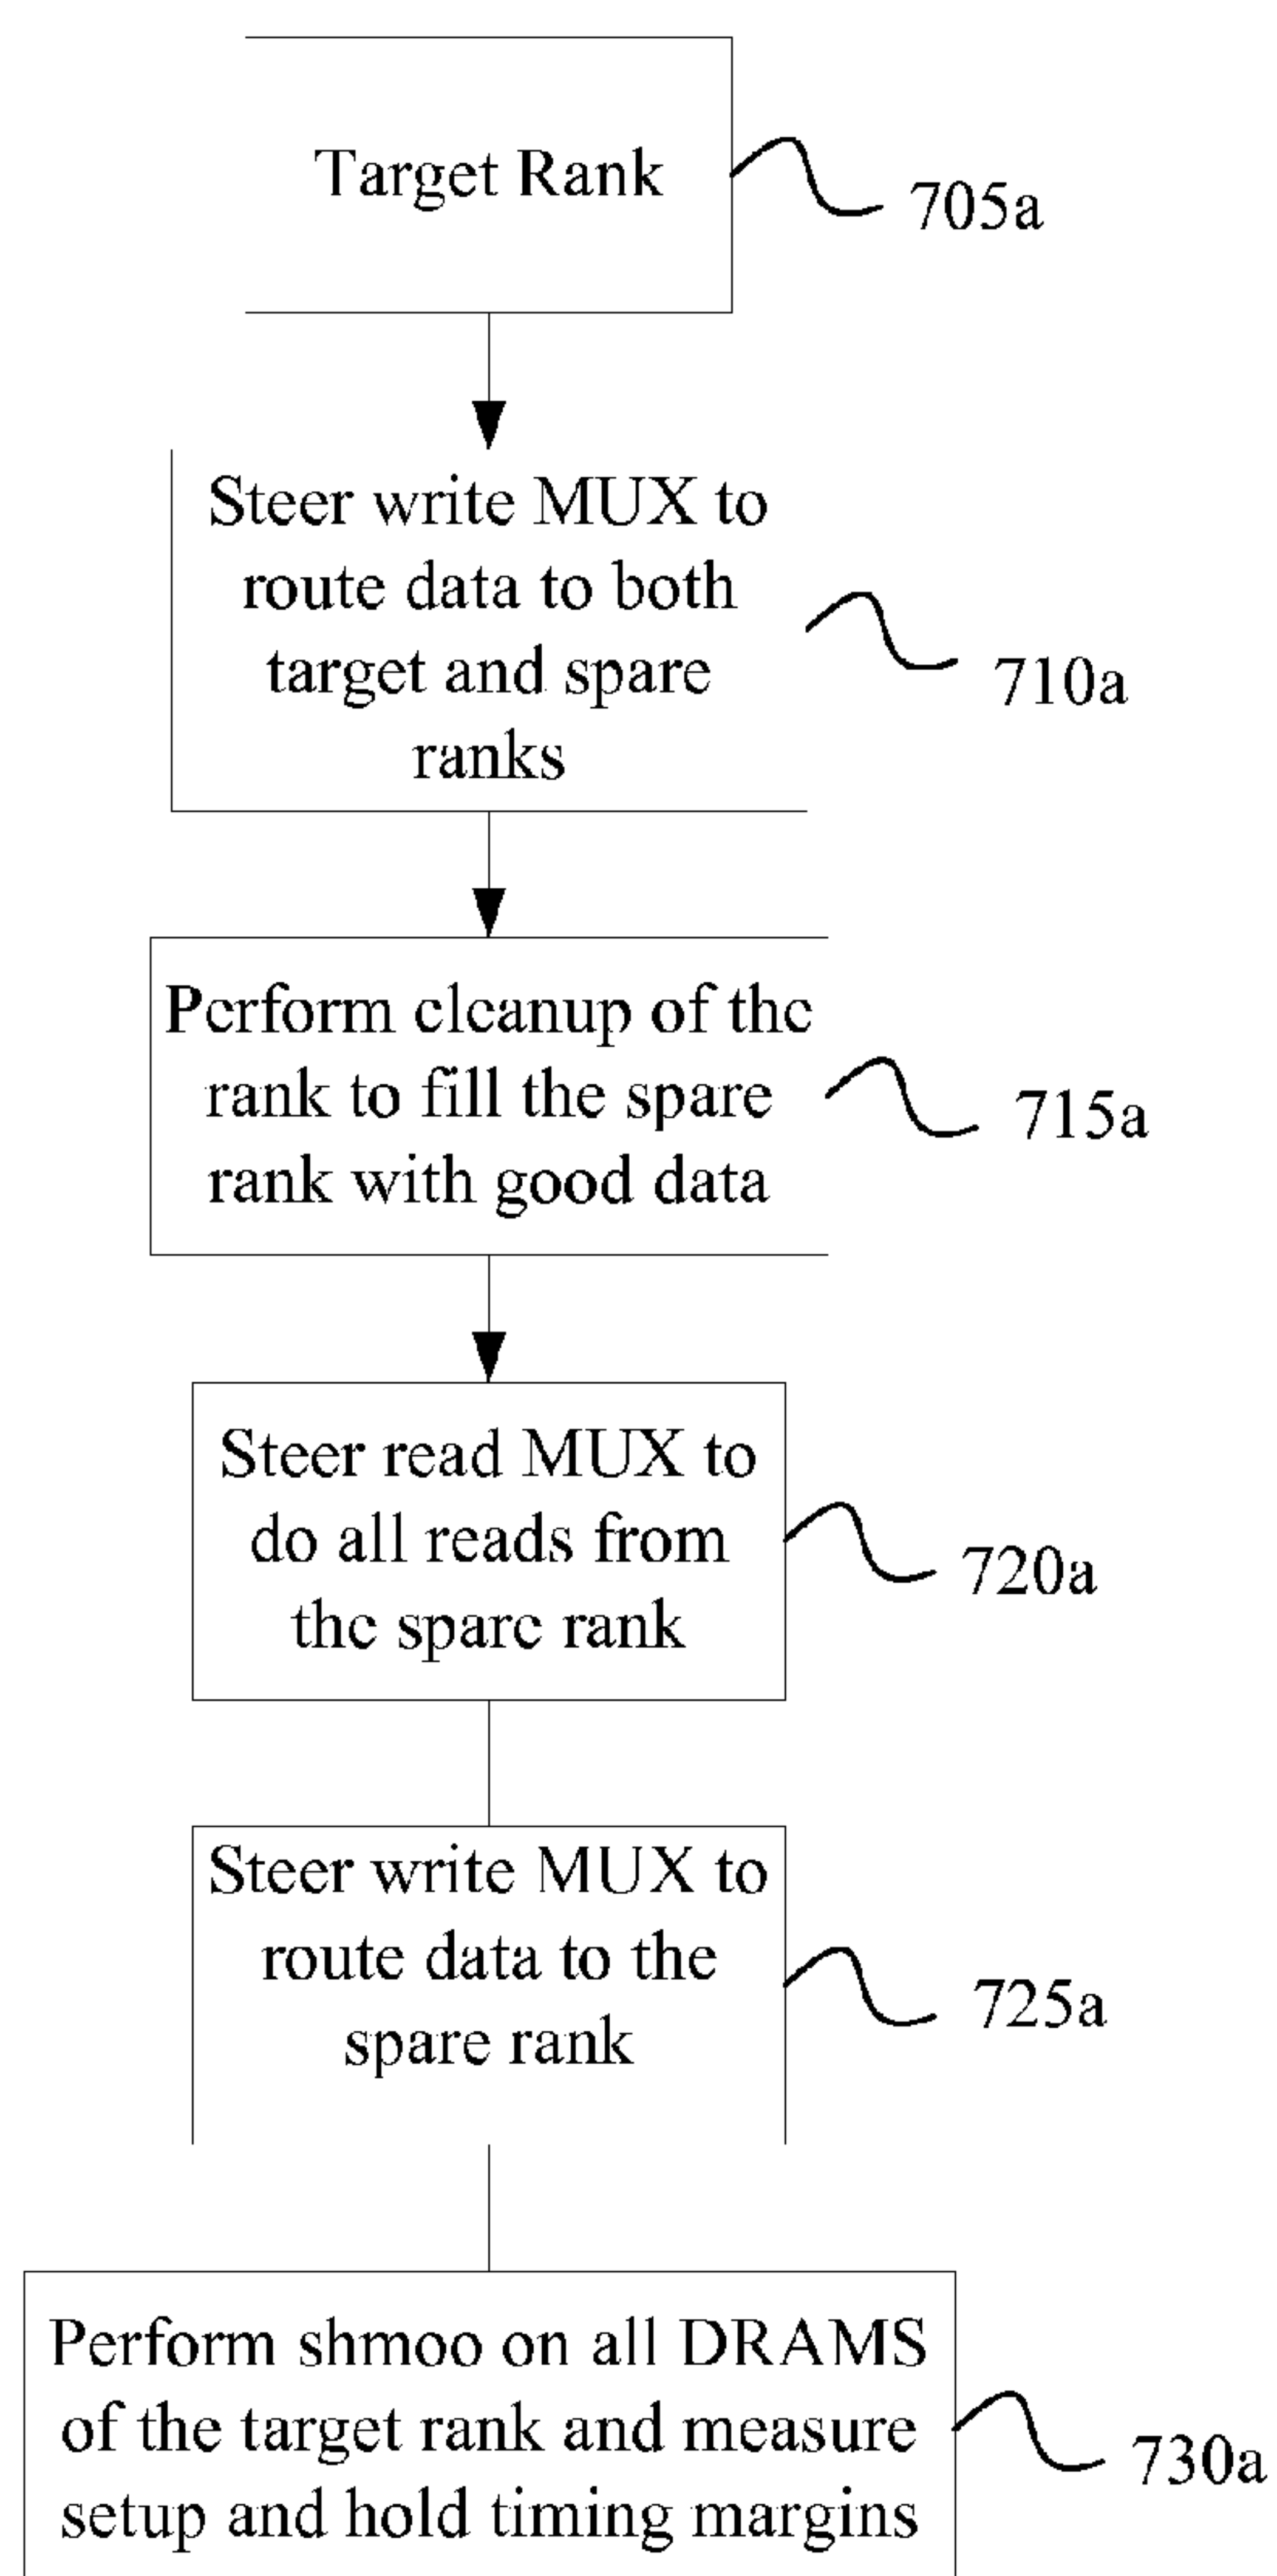 Target Rank
705a
Steer write MUX to
route data to both
target and spare
ranks
710a
Perform cleanup of the
rank to fill the spare
rank with good data
715a
Steer read MUX to
do all reads from
the spare rank
720a
Steer write MUX to
route data to the
spare rank
725a
Perform shmoo on all DRAMS
of the target rank and measure
setup and hold timing margins
730a